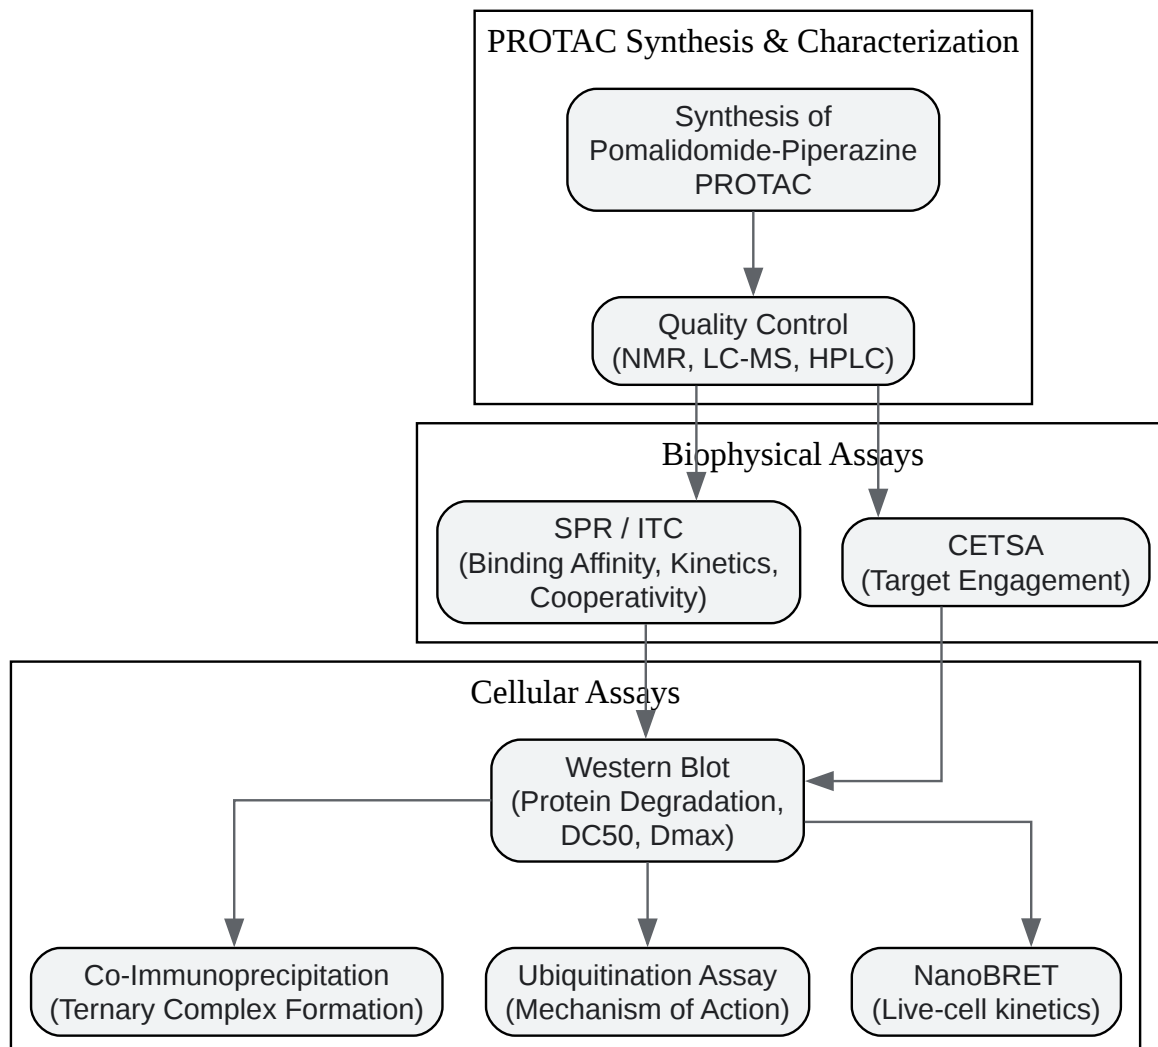 PROTAC Synthesis & Characterization
Synthesis of
Pomalidomide-Piperazine
PROTAC
Quality Control
(NMR, LC-MS, HPLC)
Biophysical Assays
SPR / ITC
(Binding Affinity, Kinetics,
Cooperativity)
CETSA
(Target Engagement)
Cellular Assays
Western Blot
(Protein Degradation,
DC50, Dmax)
Co-Immunoprecipitation
(Ternary Complex Formation)
Ubiquitination Assay
(Mechanism of Action)
NanoBRET
(Live-cell kinetics)